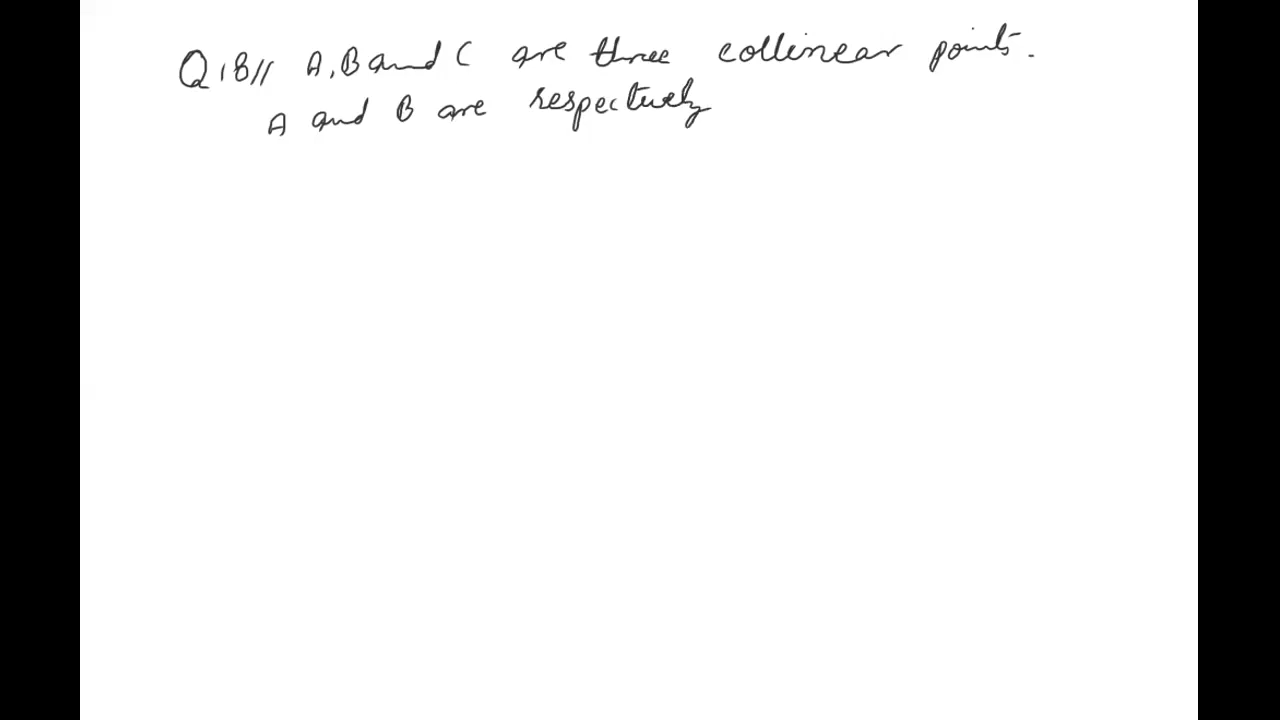 Q18// A, B and C are three collinear points.
A and B are respectively